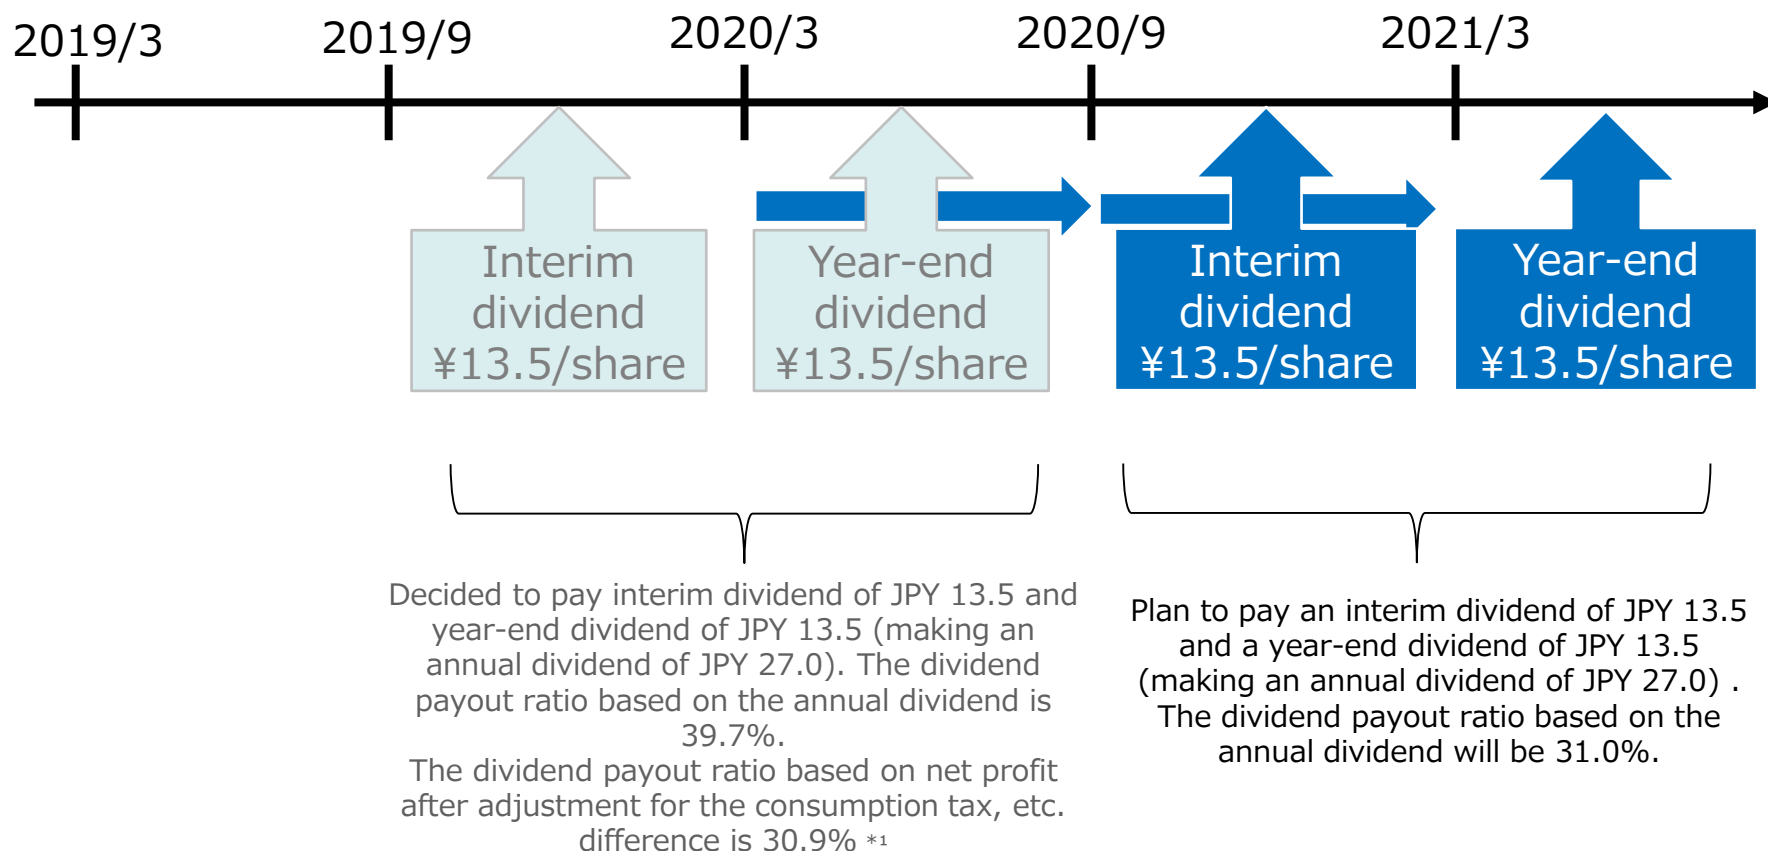 2019/3
2019/9
2020/3
2020/9
2021/3
Interim
dividend
¥13.5/share
Year-end
dividend
¥13.5/share
Interim
dividend
¥13.5/share
Year-end
dividend
¥13.5/share
Decided to pay interim dividend of JPY 13.5 and
year-end dividend of JPY 13.5 (making an
annual dividend of JPY 27.0). The dividend
payout ratio based on the annual dividend is
39.7%.
The dividend payout ratio based on net profit
after adjustment for the consumption tax, etc.
difference is 30.9% *1
Plan to pay an interim dividend of JPY 13.5
and a year-end dividend of JPY 13.5
(making an annual dividend of JPY 27.0) .
The dividend payout ratio based on the
annual dividend will be 31.0%.